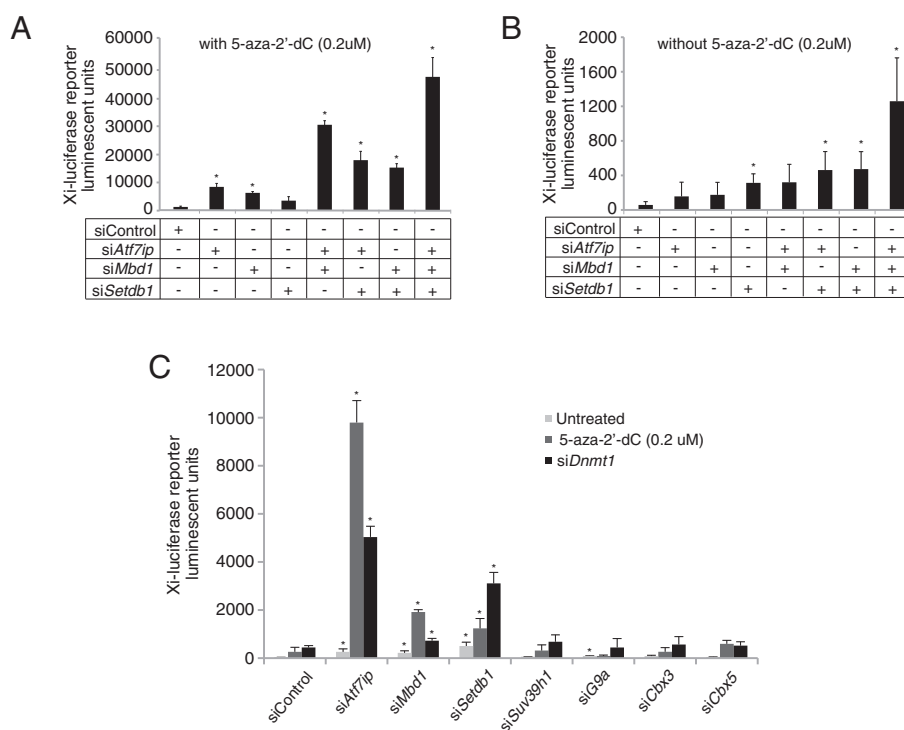 A
with 5-aza-2'-dC (0.2uM)
Xi-luciferase reporter
luminescent units
60000
50000
40000
30000
20000
10000
0
* * * * * *
siControl + - - - - - - -
siAtf7ip - + - - + + - +
siMbd1 - - + - + - + +
siSetdb1 - - - + - + + +
B
without 5-aza-2'-dC (0.2uM)
Xi-luciferase reporter
luminescent units
2000
1600
1200
800
400
0
* * * *
siControl + - - - - - - -
siAtf7ip - + - - + + - +
siMbd1 - - + - + - + +
siSetdb1 - - - + - + + +
C
Xi-luciferase reporter
luminescent units
12000
10000
8000
6000
4000
2000
0
Untreated
5-aza-2'-dC (0.2 uM)
siDnmt1
* * * * * * * * * *
siControl
siAtf7ip
siMbd1
siSetdb1
siSuv39h1
siG9a
siCbx3
siCbx5